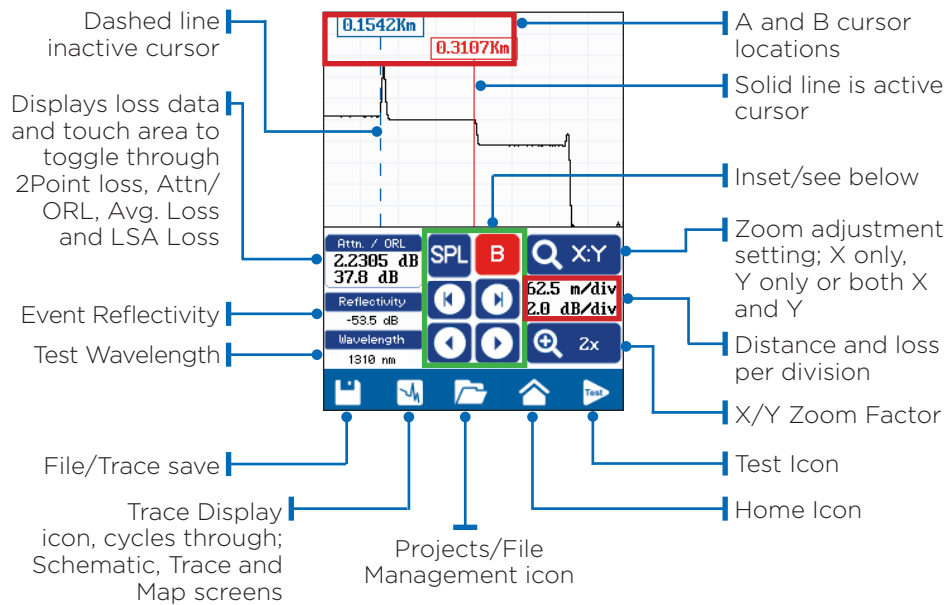 Dashed line
inactive cursor
Displays loss data
and touch area to
toggle through
2Point loss, Attn/
ORL, Avg. Loss
and LSA Loss
Event Reflectivity
Test Wavelength
File/Trace save
Trace Display
icon, cycles through;
Schematic, Trace and
Map screens
0.1542Km
0.3107Km
Attn. / ORL
2.2305 dB
37.8 dB
Reflectivity
-53.5 dB
Wavelength
1310 nm
SPL
B
X:Y
62.5 m/div
2.0 dB/div
2x
Test
Projects/File
Management icon
A and B cursor
locations
Solid line is active
cursor
Inset/see below
Zoom adjustment
setting; X only,
Y only or both X
and Y
Distance and loss
per division
X/Y Zoom Factor
Test Icon
Home Icon